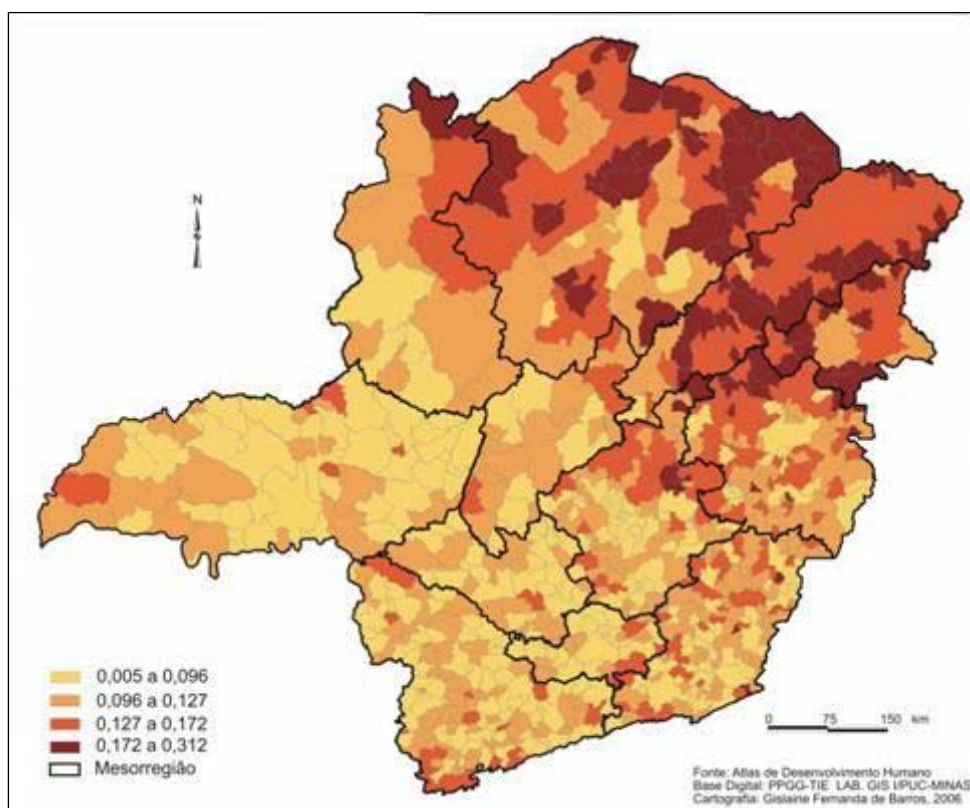 N
0,005 a 0,096
0,096 a 0,127
0,127 a 0,172
0,172 a 0,312
Mesorregião
0 75 150 km
Fonte: Atlas de Desenvolvimento Humano
Base Digital: PPGG-TIE LAB. GIS I/PUC-MINAS
Cartografia: Gislaine Fernanda de Barros, 2006